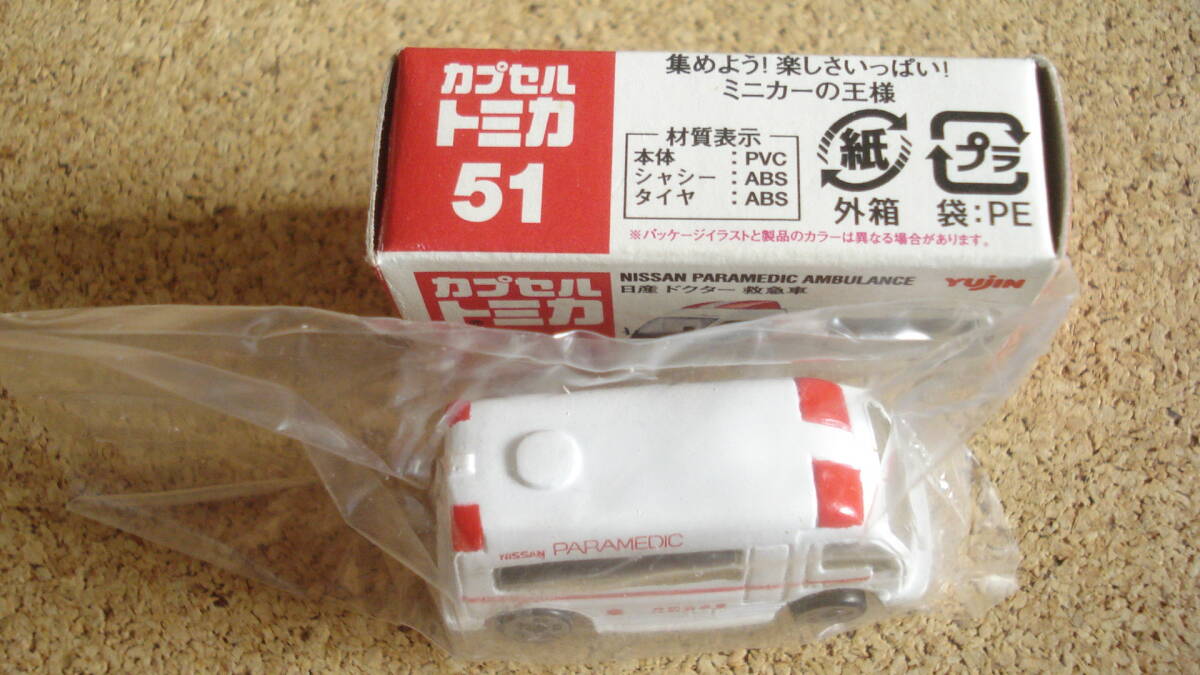 カプセル
トミカ
51
集めよう! 楽しさいっぱい!
ミニカーの王様
材質表示
本体 : PVC
シャシー : ABS
タイヤ : ABS
紙
外箱
プラ
袋:PE
※パッケージイラストと製品のカラーは異なる場合があります。
カプセル
トミカ
NISSAN PARAMEDIC AMBULANCE
日産 ドクター 救急車
YUJIN
NISSAN PARAMEDIC